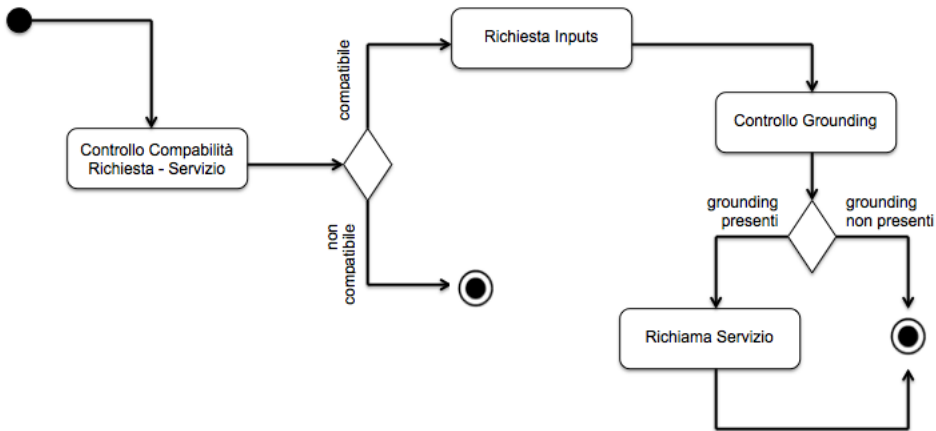 Controllo Compabilità
Richiesta - Servizio
compatibile
non
compatibile
Richiesta Inputs
Controllo Grounding
grounding
presenti
grounding
non presenti
Richiama Servizio